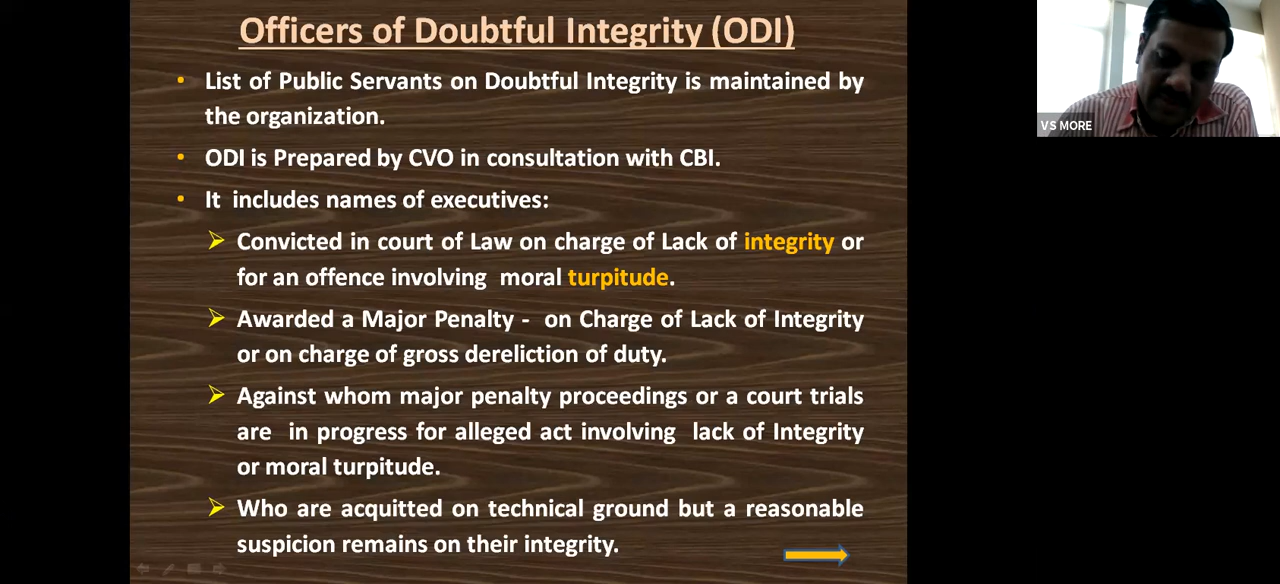 Officers of Doubtful Integrity (ODI)
• List of Public Servants on Doubtful Integrity is maintained by
the organization.
• ODI is Prepared by CVO in consultation with CBI.
• It includes names of executives:
➢ Convicted in court of Law on charge of Lack of integrity or
for an offence involving moral turpitude.
➢ Awarded a Major Penalty - on Charge of Lack of Integrity
or on charge of gross dereliction of duty.
➢ Against whom major penalty proceedings or a court trials
are in progress for alleged act involving lack of Integrity
or moral turpitude.
➢ Who are acquitted on technical ground but a reasonable
suspicion remains on their integrity.
VS MORE